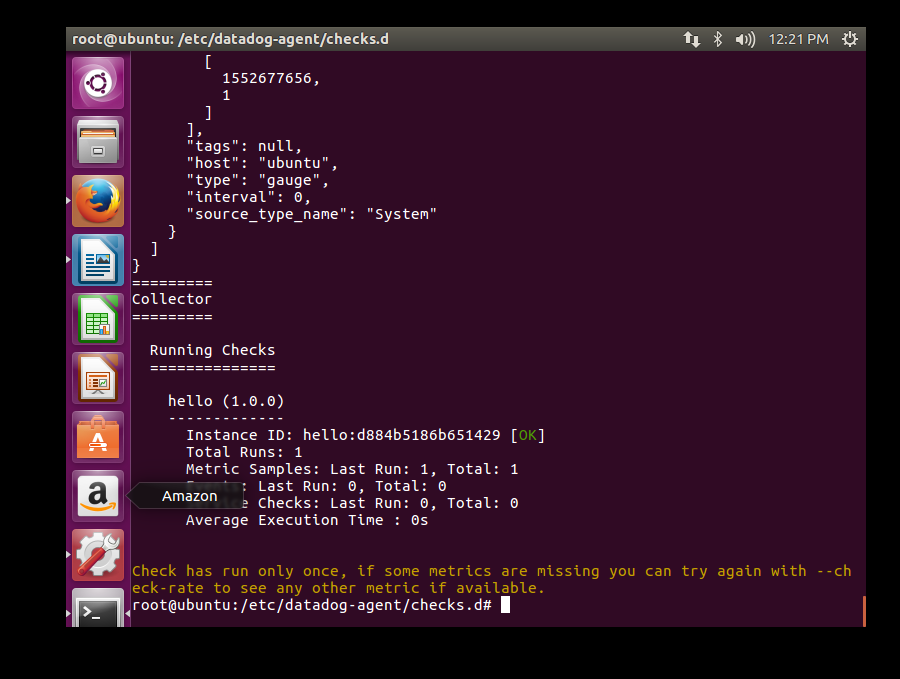 root@ubuntu: /etc/datadog-agent/checks.d
12:21 PM
[
1552677656,
1
]
],
"tags": null,
"host": "ubuntu",
"type": "gauge",
"interval": 0,
"source_type_name": "System"
}
]
}
=========
Collector
=========
Running Checks
==============
hello (1.0.0)
-------------
Instance ID: hello:d884b5186b651429 [OK]
Total Runs: 1
Metric Samples: Last Run: 1, Total: 1
: Last Run: 0, Total: 0
Amazon
Checks: Last Run: 0, Total: 0
Average Execution Time : 0s
Check has run only once, if some metrics are missing you can try again with --ch
eck-rate to see any other metric if available.
root@ubuntu:/etc/datadog-agent/checks.d#